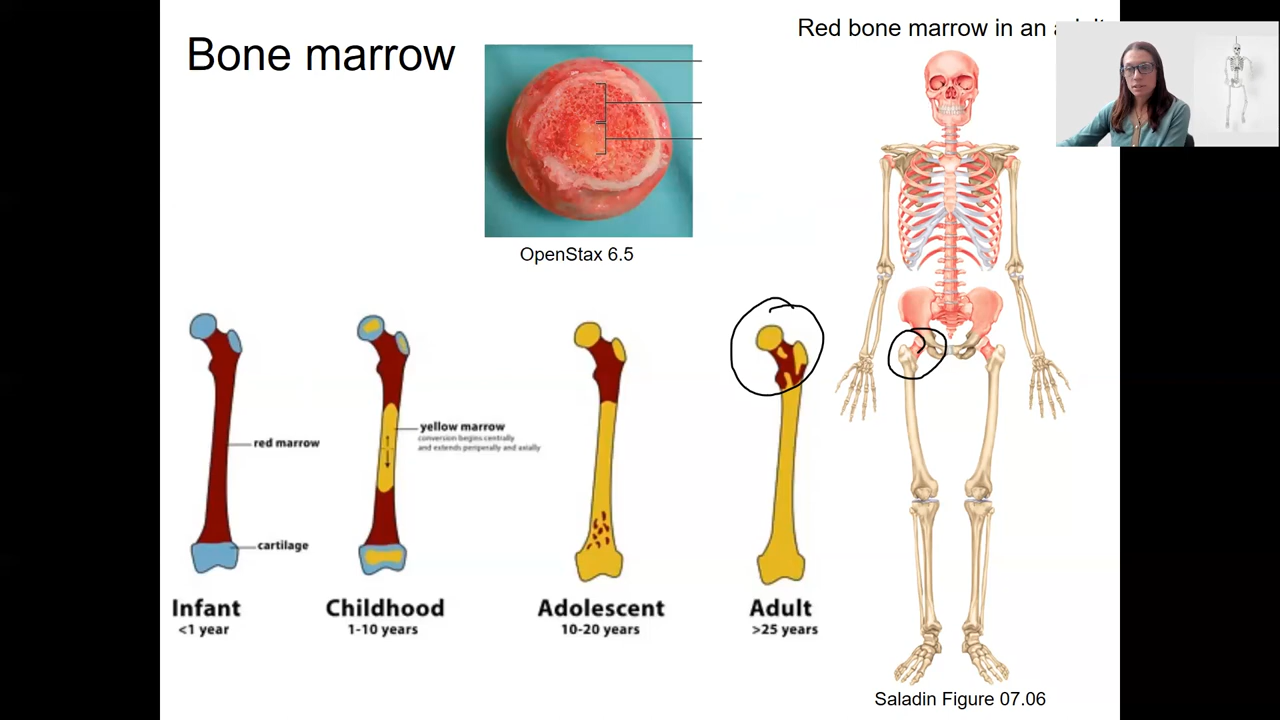 Bone marrow
Red bone marrow in an
OpenStax 6.5
red marrow
cartilage
yellow marrow
conversion begins centrally
and extends peripherally and axially
Infant
<1 year
Childhood
1-10 years
Adolescent
10-20 years
Adult
>25 years
Saladin Figure 07.06